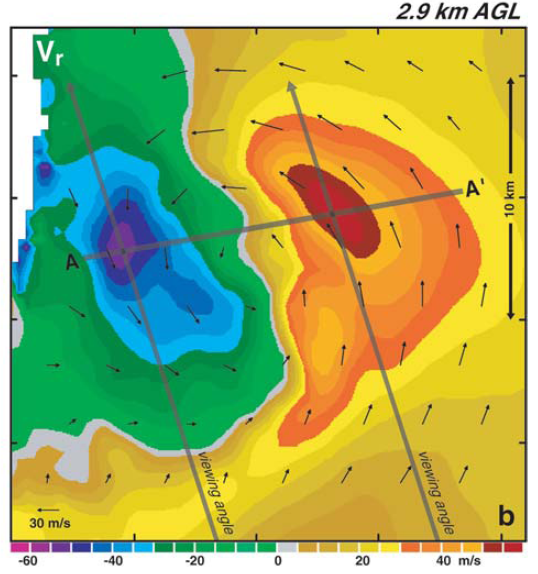 2.9 km AGL
Vr
A'
10 km
A
viewing angle
viewing angle
b
30 m/s
-60 -40 -20 0 20 40 m/s